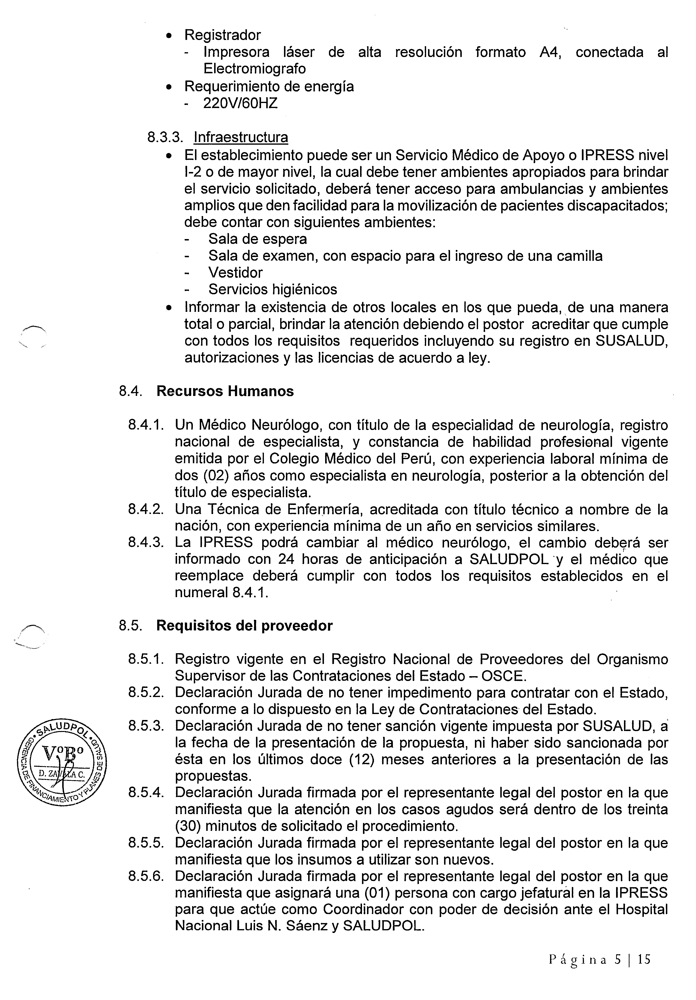 • Registrador
- Impresora láser de alta resolución formato A4, conectada al
Electromiografo
• Requerimiento de energía
- 220V/60HZ
8.3.3. Infraestructura
• El establecimiento puede ser un Servicio Médico de Apoyo o IPRESS nivel
I-2 o de mayor nivel, la cual debe tener ambientes apropiados para brindar
el servicio solicitado, deberá tener acceso para ambulancias y ambientes
amplios que den facilidad para la movilización de pacientes discapacitados;
debe contar con siguientes ambientes:
- Sala de espera
- Sala de examen, con espacio para el ingreso de una camilla
- Vestidor
- Servicios higiénicos
• Informar la existencia de otros locales en los que pueda, de una manera
total o parcial, brindar la atención debiendo el postor acreditar que cumple
con todos los requisitos requeridos incluyendo su registro en SUSALUD,
autorizaciones y las licencias de acuerdo a ley.
8.4. Recursos Humanos
8.4.1. Un Médico Neurólogo, con título de la especialidad de neurología, registro
nacional de especialista, y constancia de habilidad profesional vigente
emitida por el Colegio Médico del Perú, con experiencia laboral mínima de
dos (02) años como especialista en neurología, posterior a la obtención del
título de especialista.
8.4.2. Una Técnica de Enfermería, acreditada con título técnico a nombre de la
nación, con experiencia mínima de un año en servicios similares.
8.4.3. La IPRESS podrá cambiar al médico neurólogo, el cambio deberá ser
informado con 24 horas de anticipación a SALUDPOL y el médico que
reemplace deberá cumplir con todos los requisitos establecidos en el
numeral 8.4.1.
8.5. Requisitos del proveedor
8.5.1. Registro vigente en el Registro Nacional de Proveedores del Organismo
Supervisor de las Contrataciones del Estado – OSCE.
8.5.2. Declaración Jurada de no tener impedimento para contratar con el Estado,
conforme a lo dispuesto en la Ley de Contrataciones del Estado.
8.5.3. Declaración Jurada de no tener sanción vigente impuesta por SUSALUD, a
la fecha de la presentación de la propuesta, ni haber sido sancionada por
ésta en los últimos doce (12) meses anteriores a la presentación de las
propuestas.
8.5.4. Declaración Jurada firmada por el representante legal del postor en la que
manifiesta que la atención en los casos agudos será dentro de los treinta
(30) minutos de solicitado el procedimiento.
8.5.5. Declaración Jurada firmada por el representante legal del postor en la que
manifiesta que los insumos a utilizar son nuevos.
8.5.6. Declaración Jurada firmada por el representante legal del postor en la que
manifiesta que asignará una (01) persona con cargo jefatural en la IPRESS
para que actúe como Coordinador con poder de decisión ante el Hospital
Nacional Luis N. Sáenz y SALUDPOL.
• SALUDPOL •
GERENCIA DE FINANCIAMIENTO Y PLANES DE SALUD
VºBº
D. ZAVALA C.
Página 5 | 15